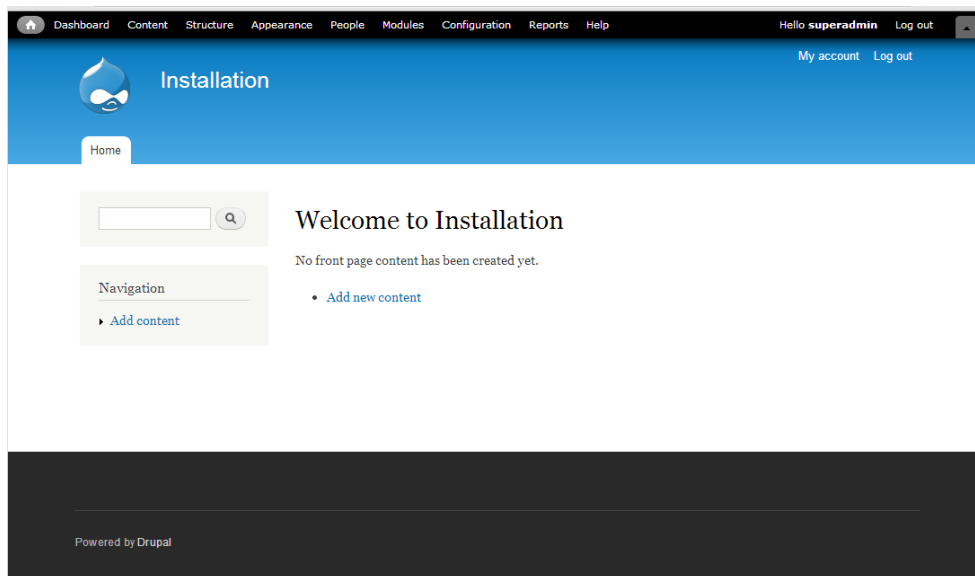 Dashboard Content Structure Appearance People Modules Configuration Reports Help Hello superadmin Log out
My account Log out
Installation
Home
Welcome to Installation
No front page content has been created yet.
Navigation
Add new content
Add content
Powered by Drupal